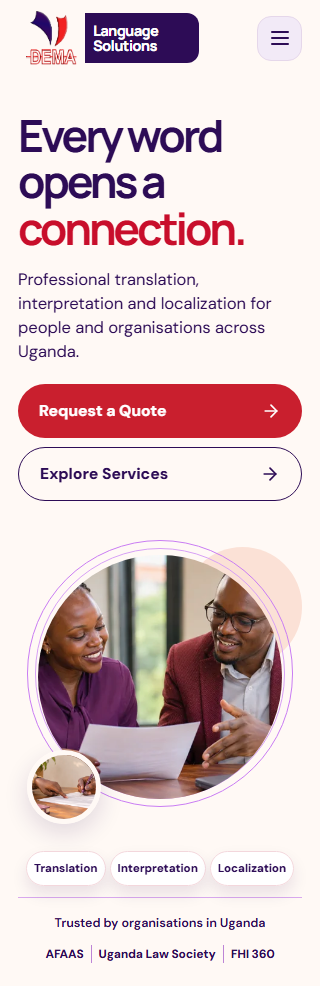 DEMA
Language
Solutions
Every word
opens a
connection.
Professional translation,
interpretation and localization for
people and organisations across
Uganda.
Request a Quote
Explore Services
Translation
Interpretation
Localization
Trusted by organisations in Uganda
AFAAS
Uganda Law Society
FHI 360